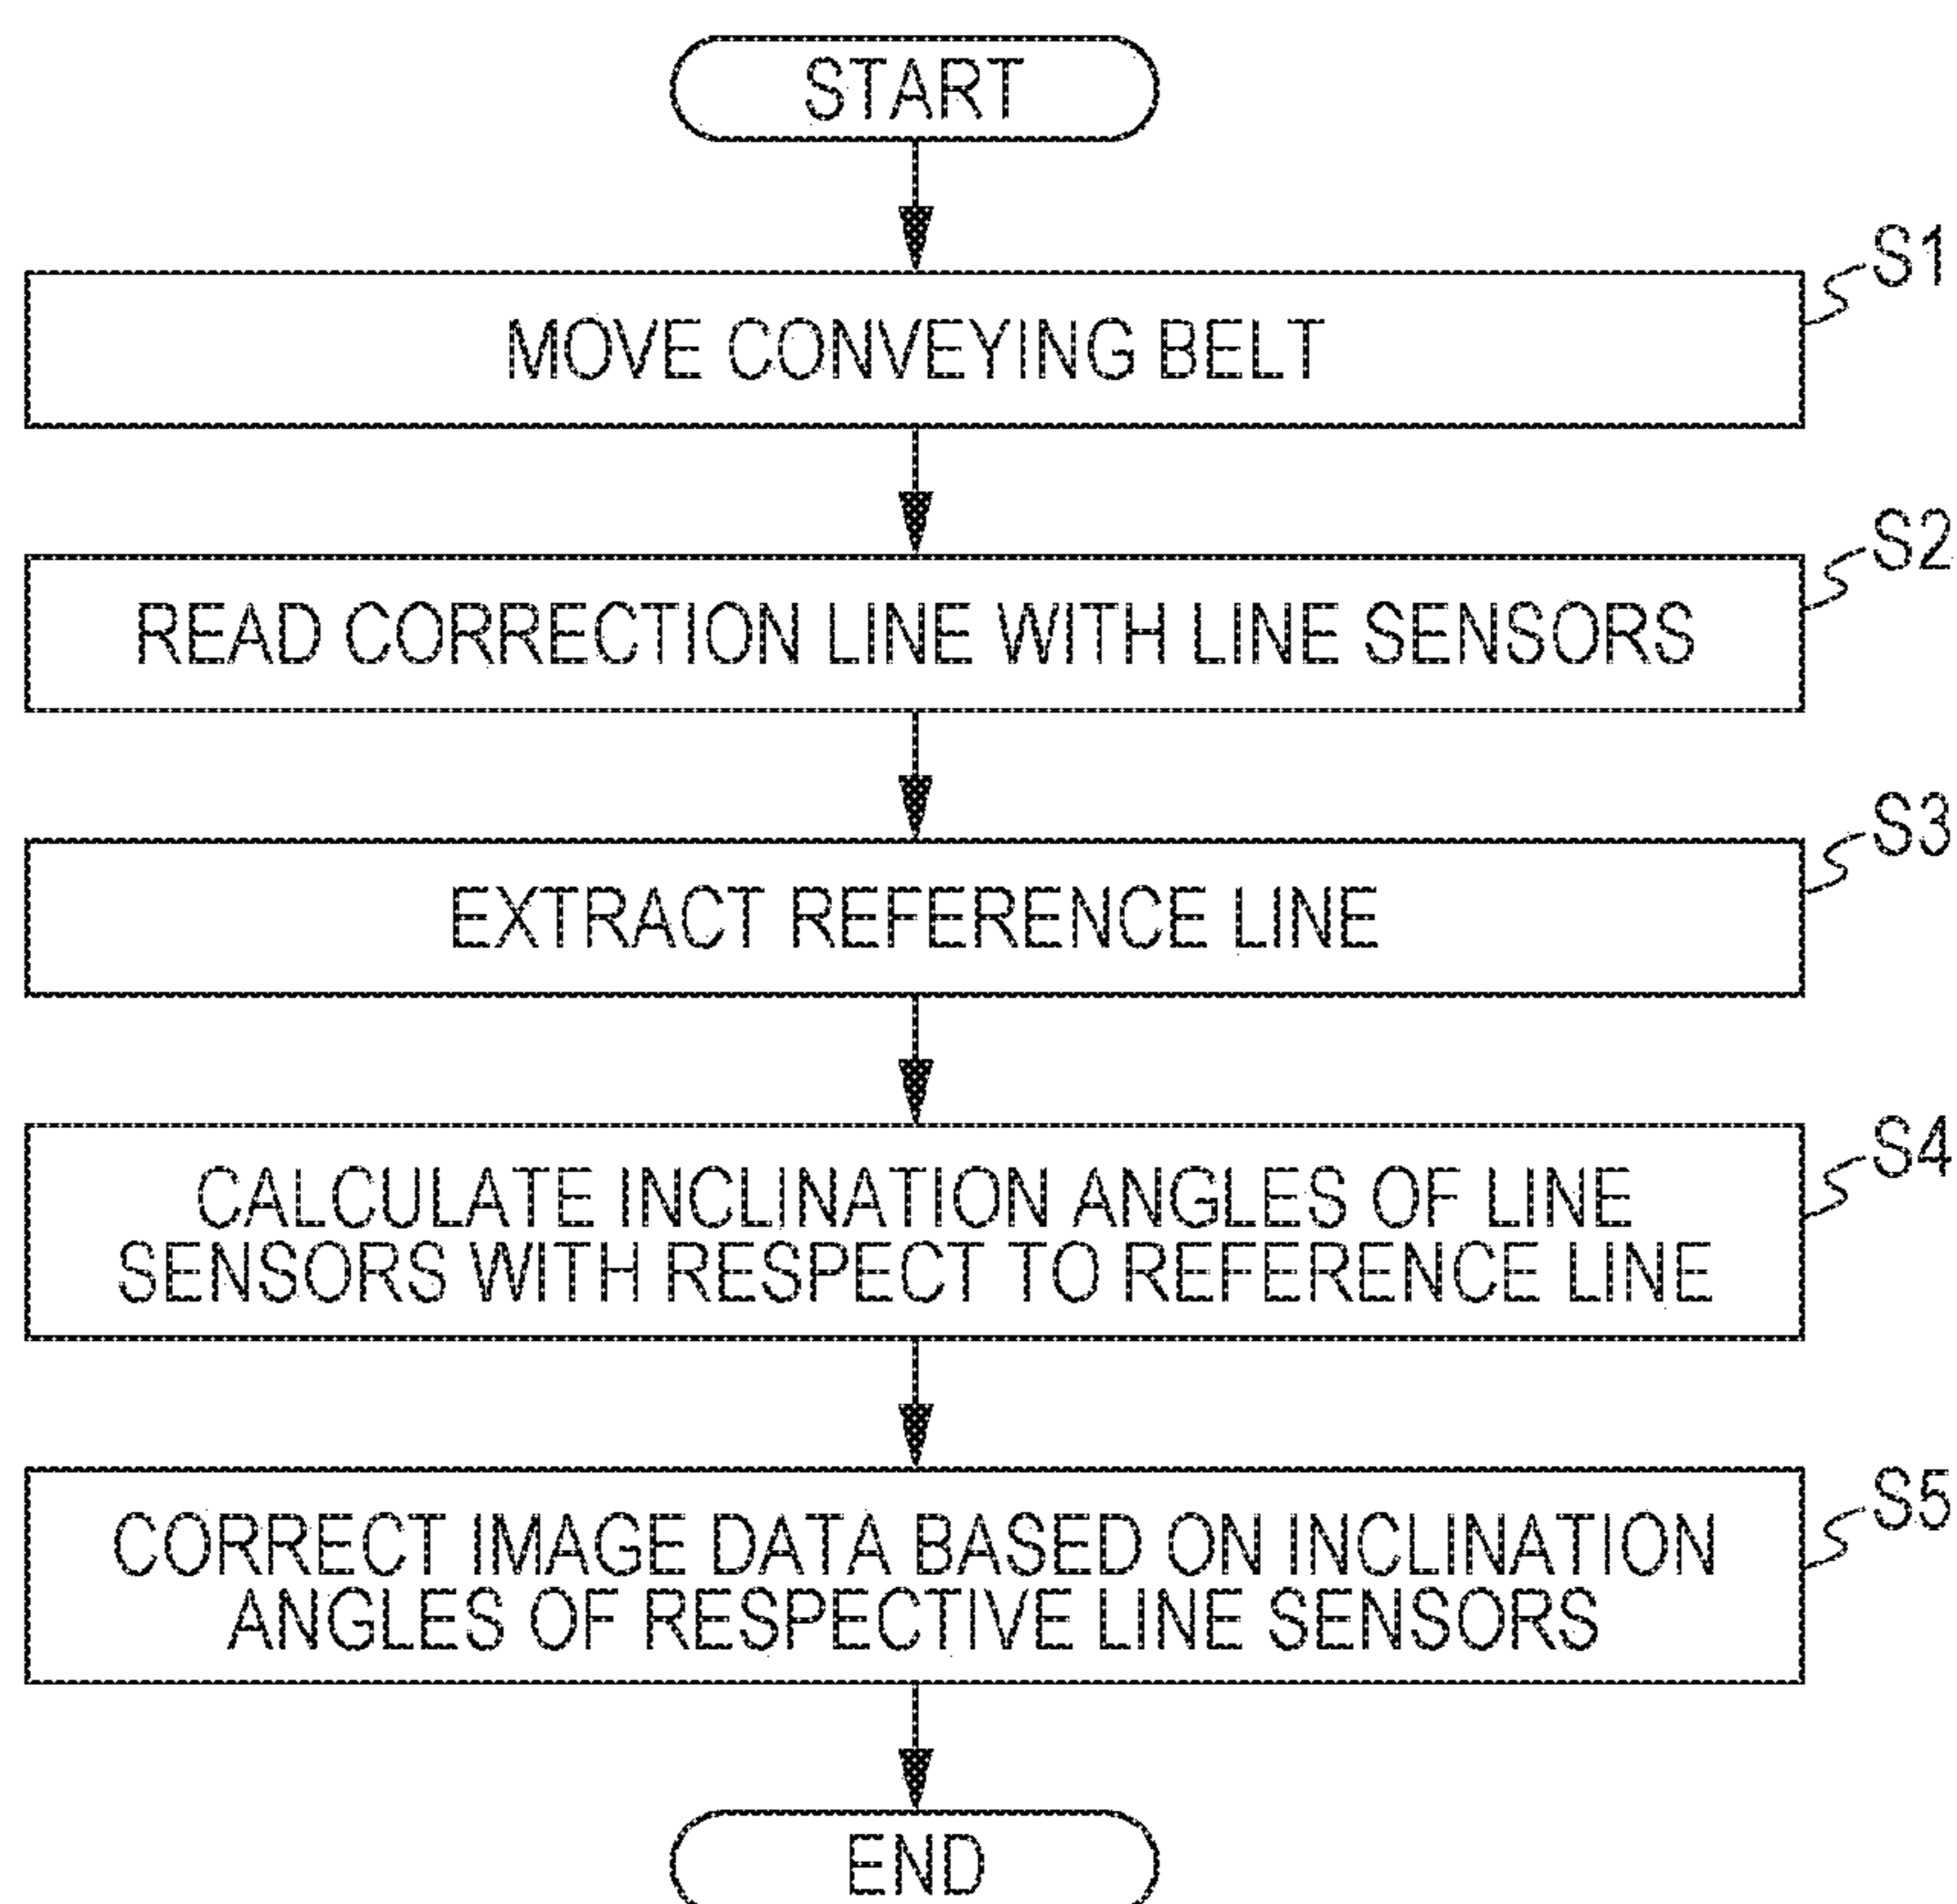 START
S1
MOVE CONVEYING BELT
S2
READ CORRECTION LINE WITH LINE SENSORS
S3
EXTRACT REFERENCE LINE
S4
CALCULATE INCLINATION ANGLES OF LINE
SENSORS WITH RESPECT TO REFERENCE LINE
S5
CORRECT IMAGE DATA BASED ON INCLINATION
ANGLES OF RESPECTIVE LINE SENSORS
END